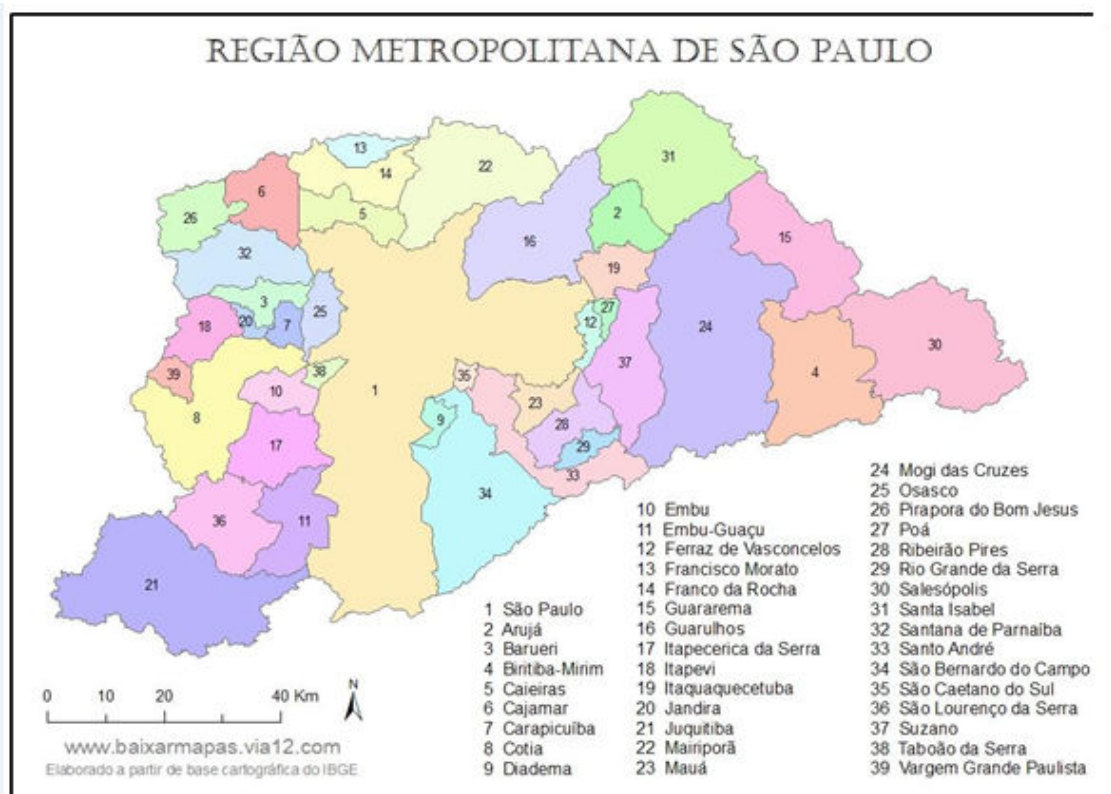 REGIÃO METROPOLITANA DE SÃO PAULO
13
31
22
14
6
5
26
2
16
15
32
19
3
25
27
20
7
18
12
24
30
37
39
38
35
4
10
1
23
8
9
28
17
29
33
34
36
11
21
1 São Paulo
2 Arujá
3 Barueri
4 Biritiba-Mirim
5 Caieiras
6 Cajamar
7 Carapicuíba
8 Cotia
9 Diadema
10 Embu
11 Embu-Guaçu
12 Ferraz de Vasconcelos
13 Francisco Morato
14 Franco da Rocha
15 Guararema
16 Guarulhos
17 Itapecerica da Serra
18 Itapevi
19 Itaquaquecetuba
20 Jandira
21 Juquitiba
22 Mairiporã
23 Mauá
24 Mogi das Cruzes
25 Osasco
26 Pirapora do Bom Jesus
27 Poá
28 Ribeirão Pires
29 Rio Grande da Serra
30 Salesópolis
31 Santa Isabel
32 Santana de Parnaíba
33 Santo André
34 São Bernardo do Campo
35 São Caetano do Sul
36 São Lourenço da Serra
37 Suzano
38 Taboão da Serra
39 Vargem Grande Paulista
0 10 20 40 Km
N
www.baixarmapas.via12.com
Elaborado a partir de base cartográfica do IBGE